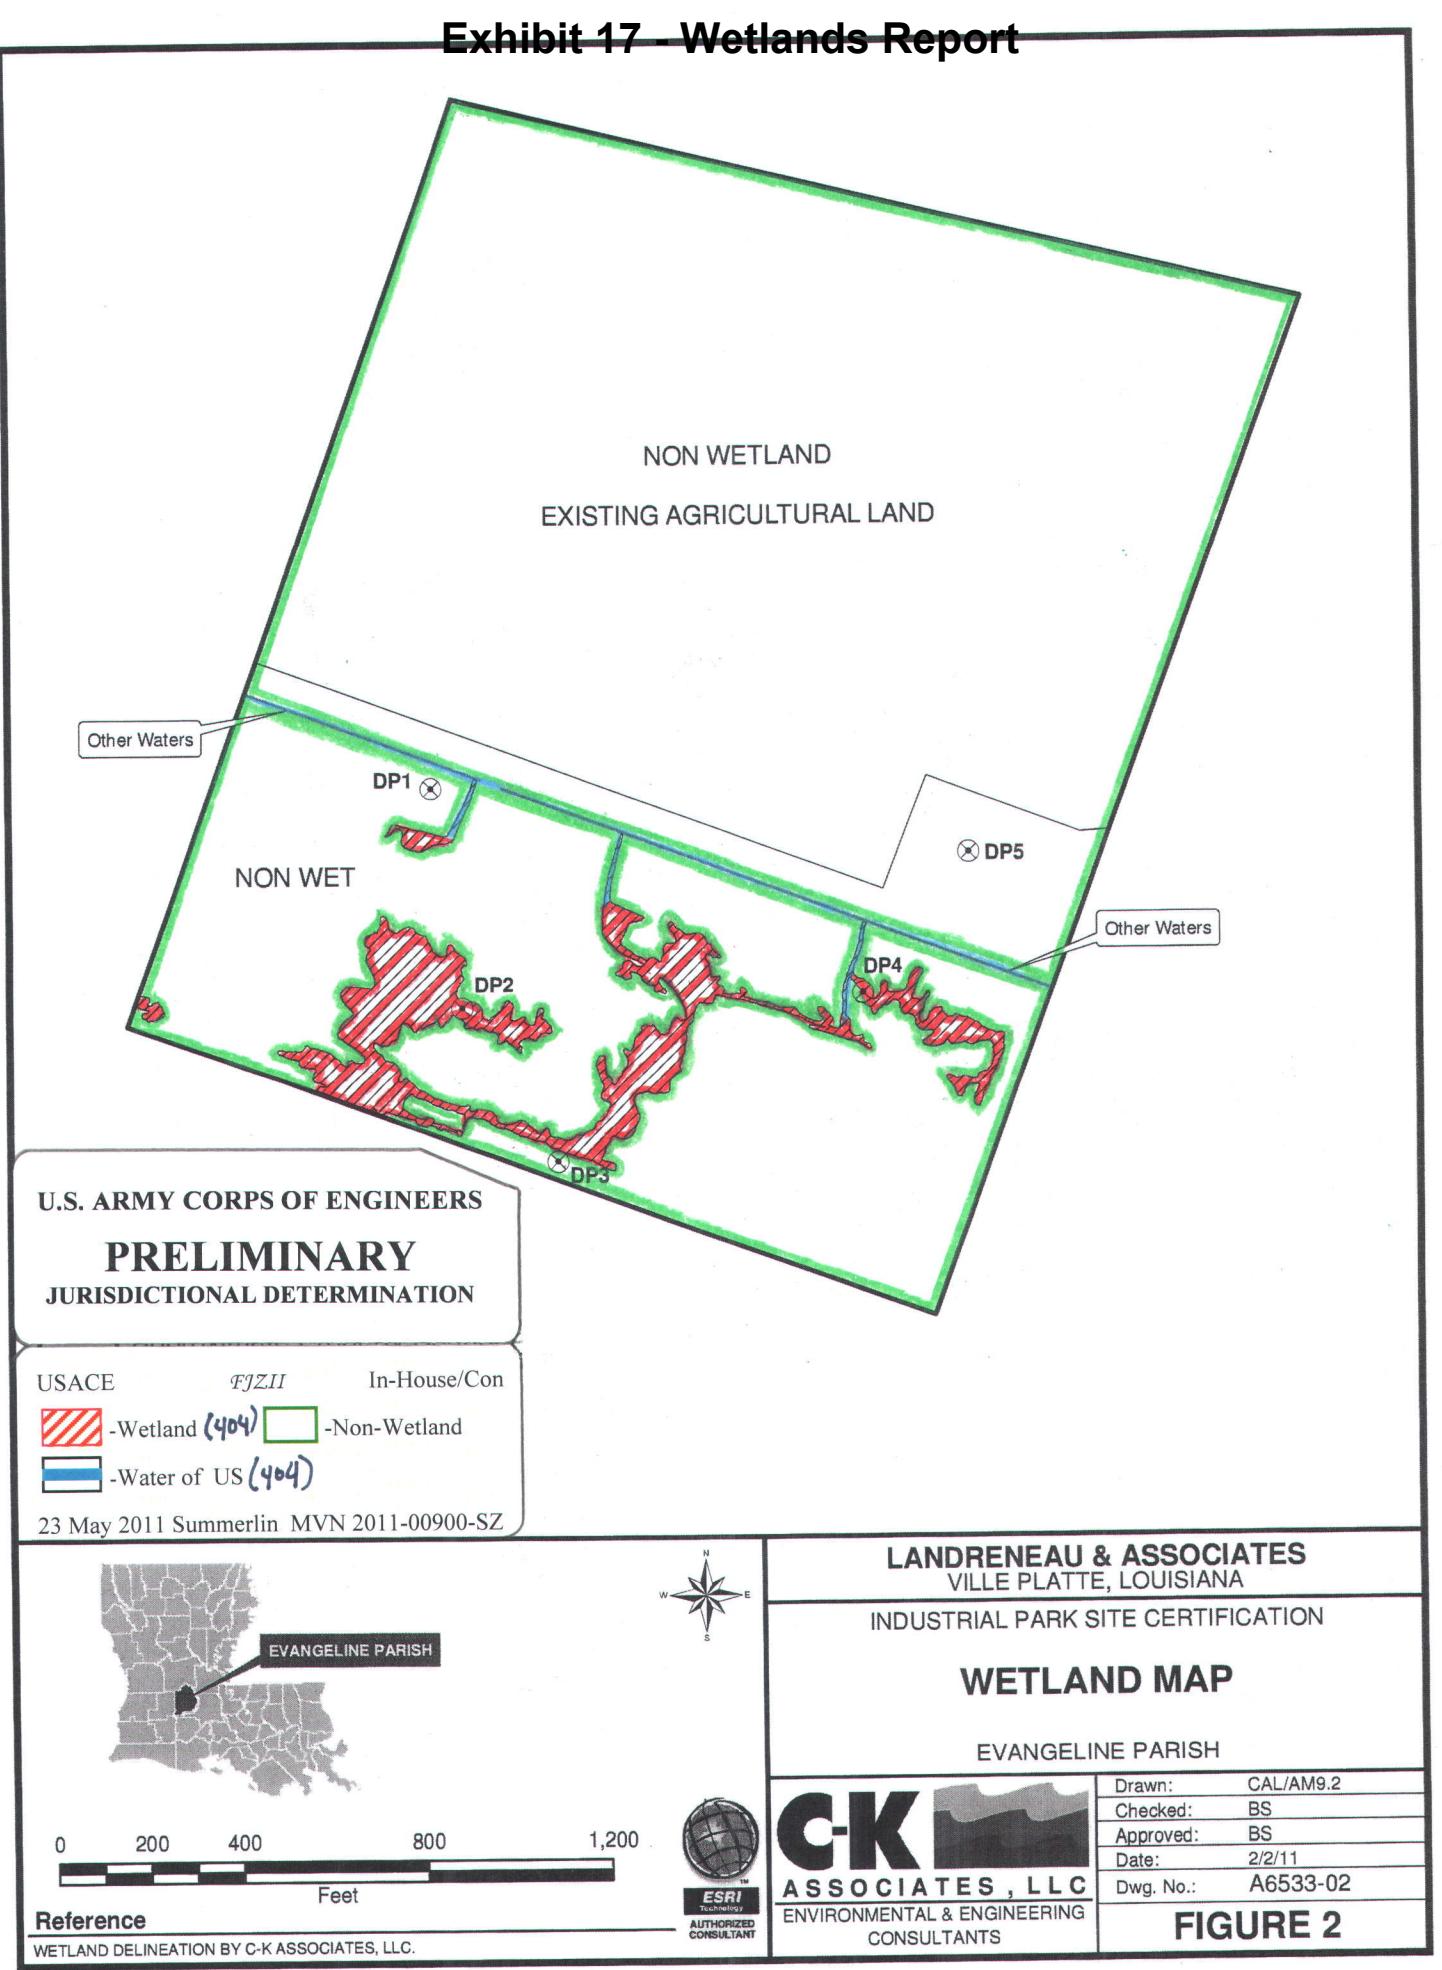 Exhibit 17 - Wetlands Report
NON WETLAND
EXISTING AGRICULTURAL LAND
Other Waters
DP1
DP5
NON WET
Other Waters
DP4
DP2
DP3
U.S. ARMY CORPS OF ENGINEERS
PRELIMINARY
JURISDICTIONAL DETERMINATION
USACE FJZII In-House/Con
-Wetland (404) -Non-Wetland
-Water of US (404)
23 May 2011 Summerlin MVN 2011-00900-SZ
N
W E
S
EVANGELINE PARISH
0 200 400 800 1,200
Feet
Reference
WETLAND DELINEATION BY C-K ASSOCIATES, LLC.
TM
ESRI
Technology
AUTHORIZED
CONSULTANT
LANDRENEAU & ASSOCIATES
VILLE PLATTE, LOUISIANA
INDUSTRIAL PARK SITE CERTIFICATION
WETLAND MAP
EVANGELINE PARISH
C-K
ASSOCIATES , LLC
ENVIRONMENTAL & ENGINEERING
CONSULTANTS
Drawn: CAL/AM9.2
Checked: BS
Approved: BS
Date: 2/2/11
Dwg. No.: A6533-02
FIGURE 2